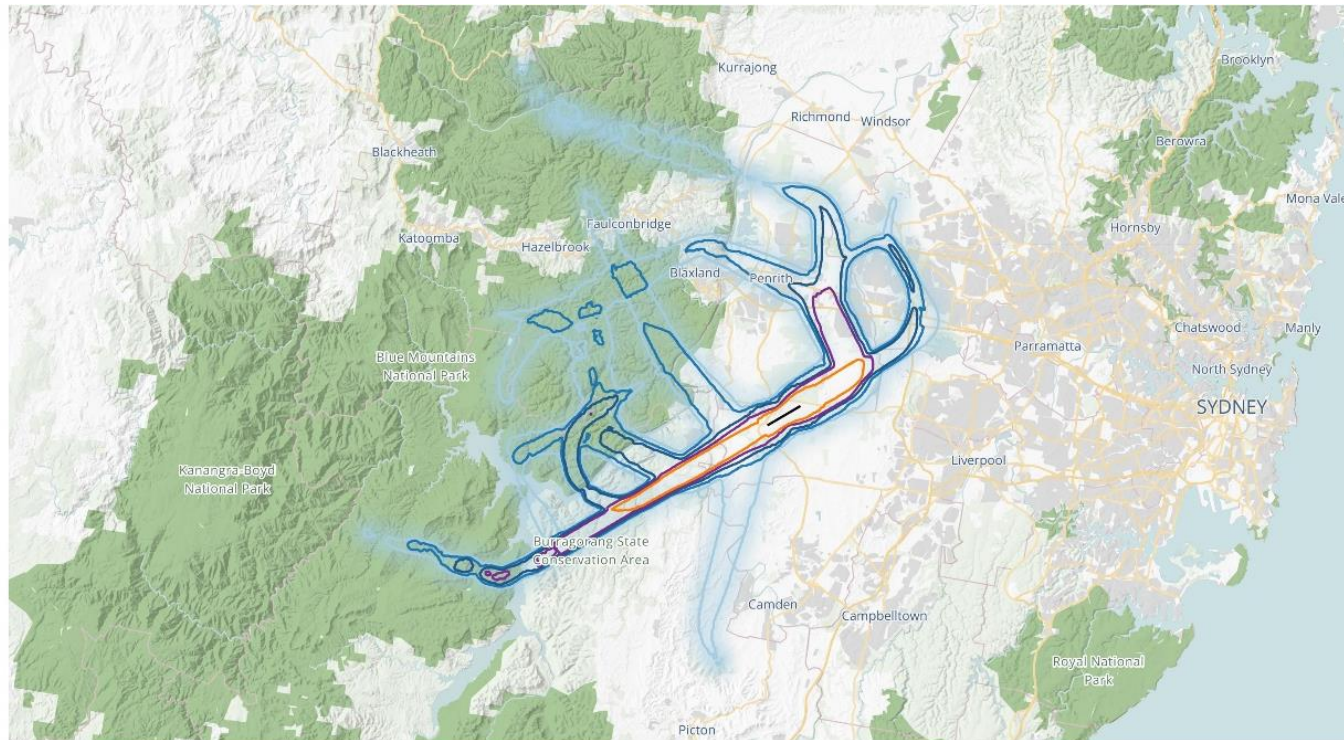 Brooklyn
Kurrajong
Richmond
Windsor
Berowra
Blackheath
Mona Vale
Faulconbridge
Hornsby
Katoomba
Hazelbrook
Blaxland
Penrith
Chatswood
Manly
Parramatta
Blue Mountains
National Park
North Sydney
SYDNEY
Liverpool
Kanangra-Boyd
National Park
Burragorang State
Conservation Area
Camden
Campbelltown
Royal National
Park
Picton